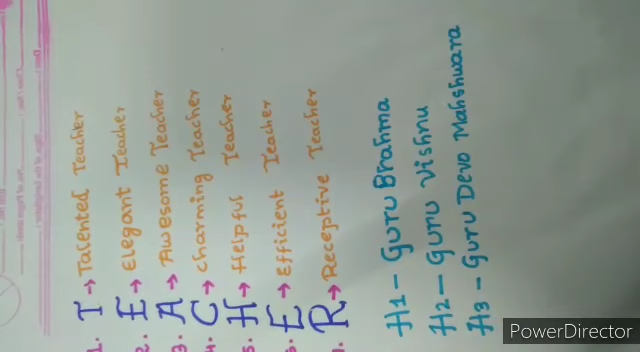 1. T → Talented Teacher
2. E → Elegant Teacher
3. A → Awesome Teacher
4. C → charming Teacher
5. H → Helpful Teacher
6. E → Efficient Teacher
R → Receptive Teacher
H1 - GURU Brahma
H2 - GURU Vishnu
H3 - GURU Devo Maheshwara
PowerDirector